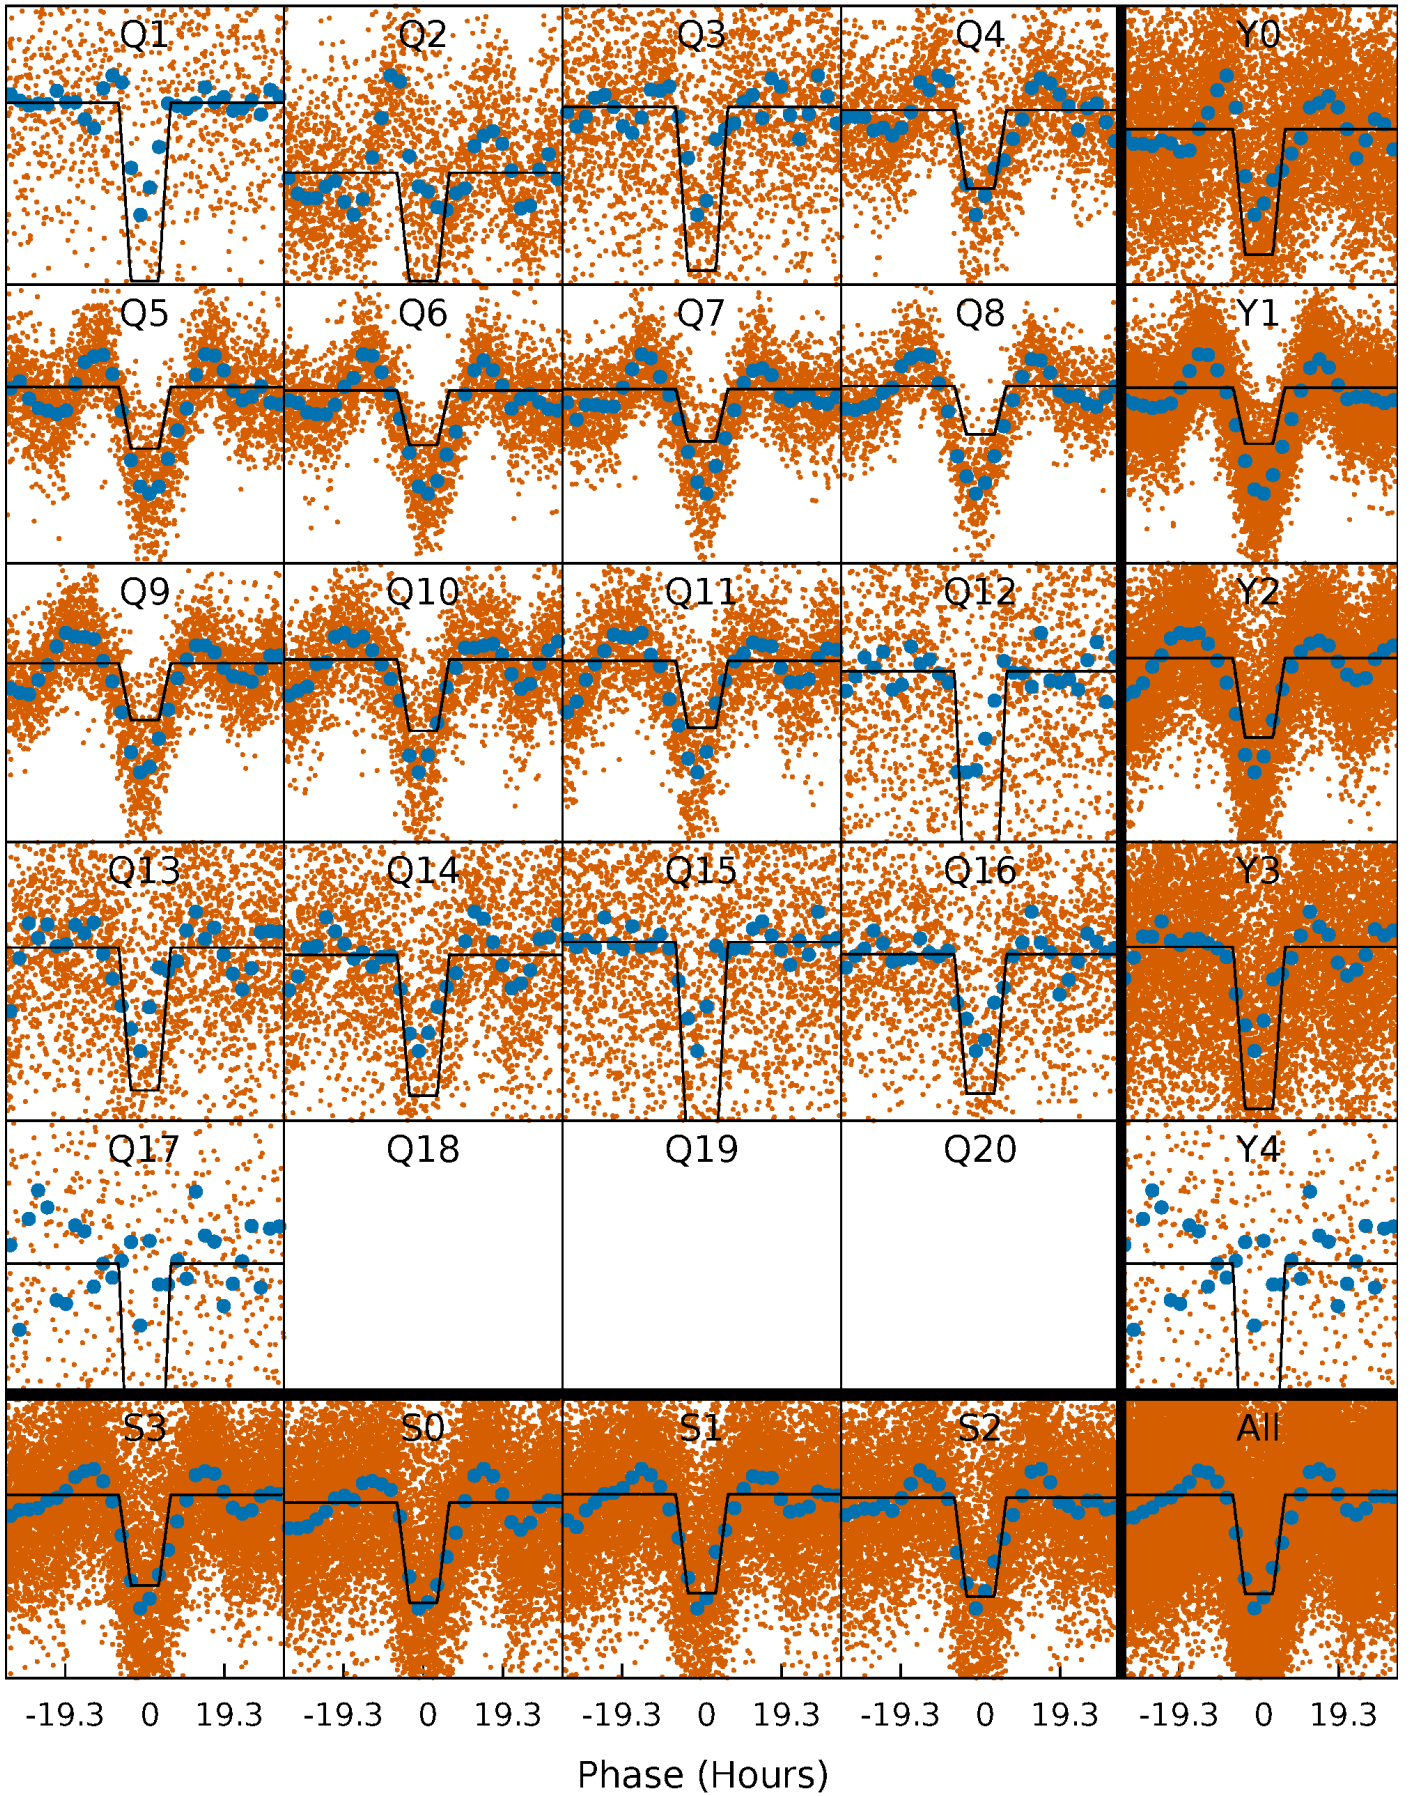 Q1 Q2 Q3 Q4 Y0
Q5 Q6 Q7 Q8 Y1
Q9 Q10 Q11 Q12 Y2
Q13 Q14 Q15 Q16 Y3
Q17 Q18 Q19 Q20 Y4
S3 S0 S1 S2 All
-19.3 0 19.3 -19.3 0 19.3 -19.3 0 19.3 -19.3 0 19.3 -19.3 0 19.3
Phase (Hours)